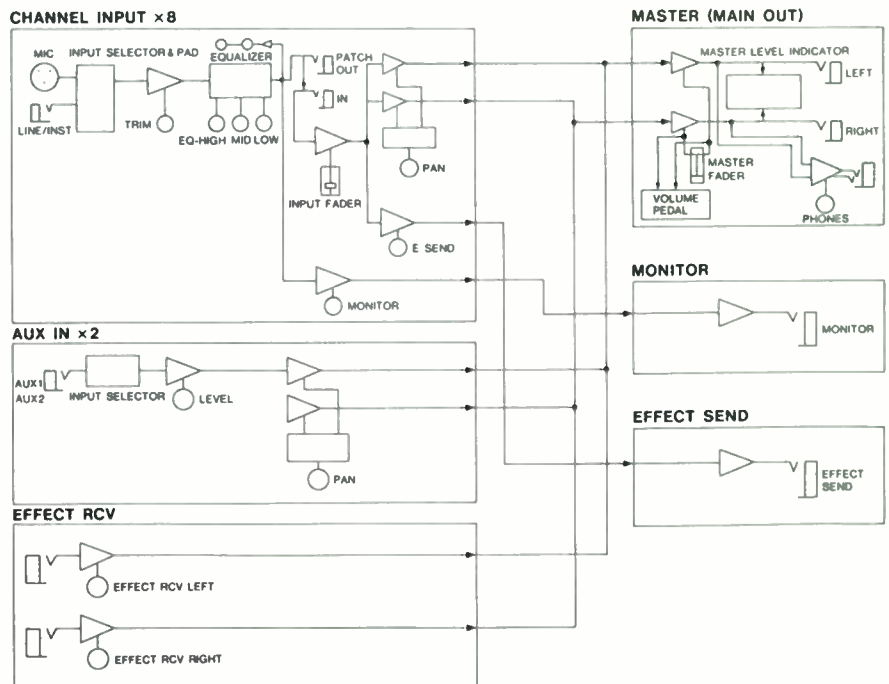 CHANNEL INPUT ×8
MIC
INPUT SELECTOR & PAD
EQUALIZER
PATCH
OUT
IN
LINE/INST
TRIM
EQ-HIGH MID LOW
INPUT FADER
PAN
E SEND
MONITOR
AUX IN ×2
AUX1
AUX2
INPUT SELECTOR
LEVEL
PAN
EFFECT RCV
EFFECT RCV LEFT
EFFECT RCV RIGHT
MASTER (MAIN OUT)
MASTER LEVEL INDICATOR
LEFT
RIGHT
MASTER
FADER
VOLUME
PEDAL
PHONES
MONITOR
MONITOR
EFFECT SEND
EFFECT
SEND